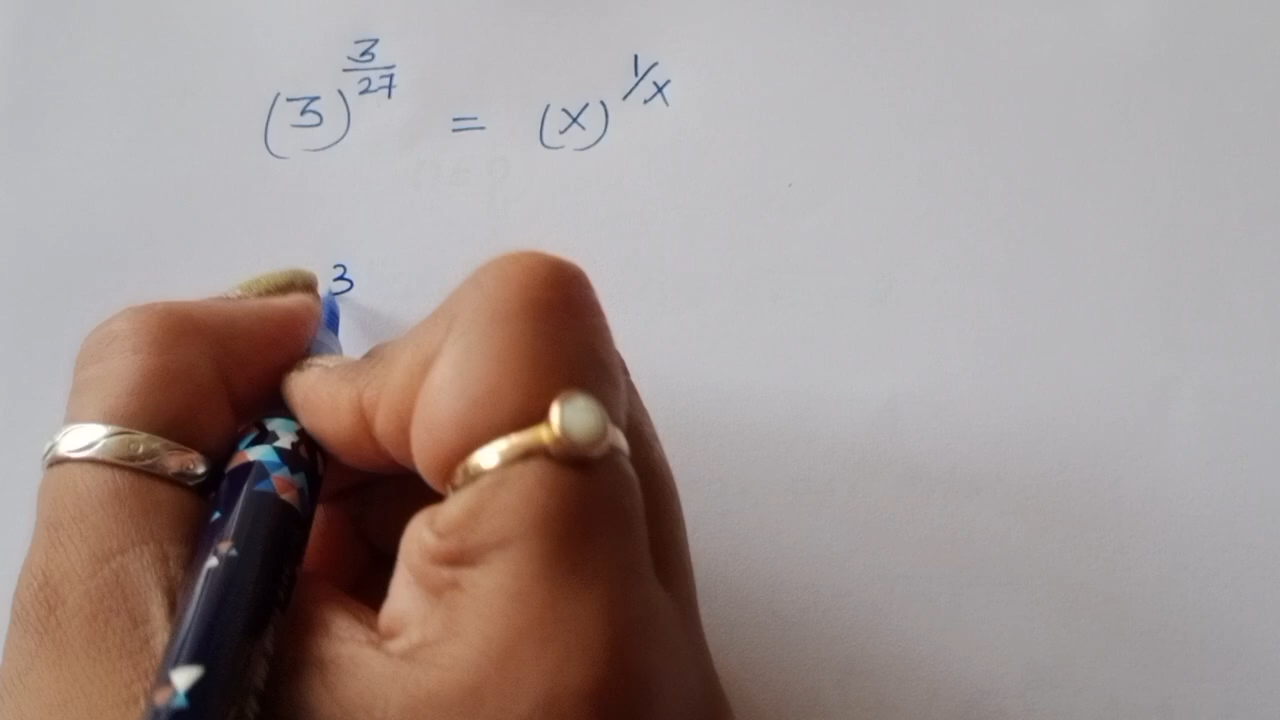 (3)^{3/27} = (x)^{1/x}
3